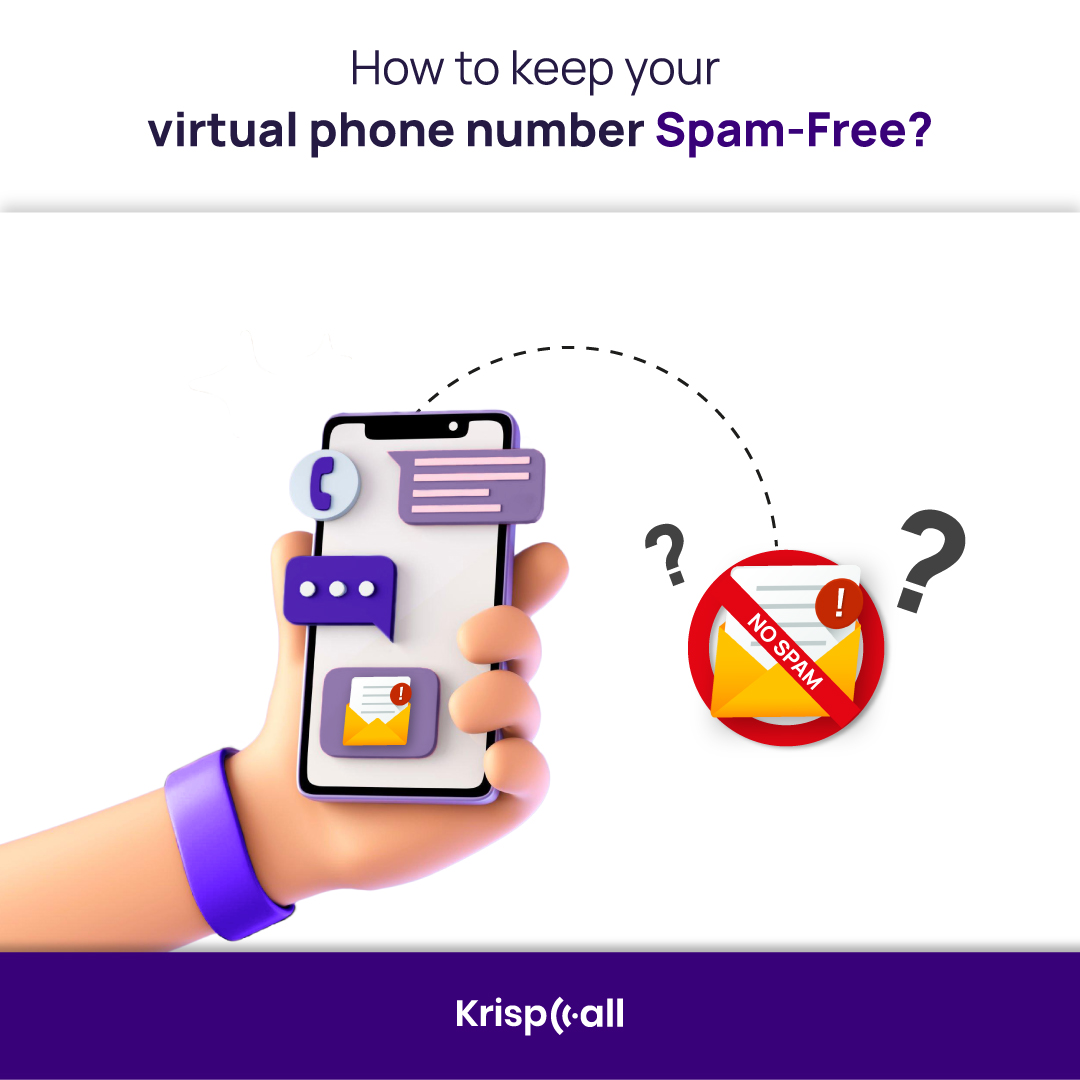 How to keep your
virtual phone number Spam-Free?
?
?
!
NO SPAM
!
Krispcall